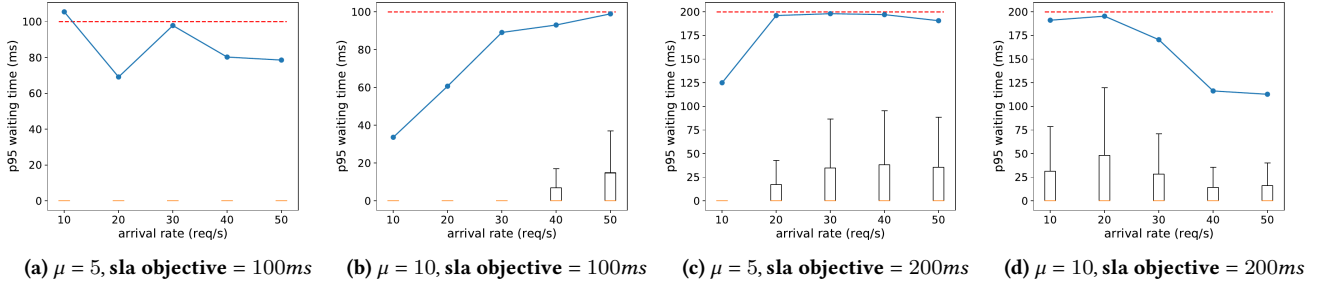 100
80
60
40
20
0
p95 waiting time (ms)
10 20 30 40 50
arrival rate (req/s)
(a) μ = 5, sla objective = 100ms
100
80
60
40
20
0
p95 waiting time (ms)
10 20 30 40 50
arrival rate (req/s)
(b) μ = 10, sla objective = 100ms
200
175
150
125
100
75
50
25
0
p95 waiting time (ms)
10 20 30 40 50
arrival rate (req/s)
(c) μ = 5, sla objective = 200ms
200
175
150
125
100
75
50
25
0
p95 waiting time (ms)
10 20 30 40 50
arrival rate (req/s)
(d) μ = 10, sla objective = 200ms